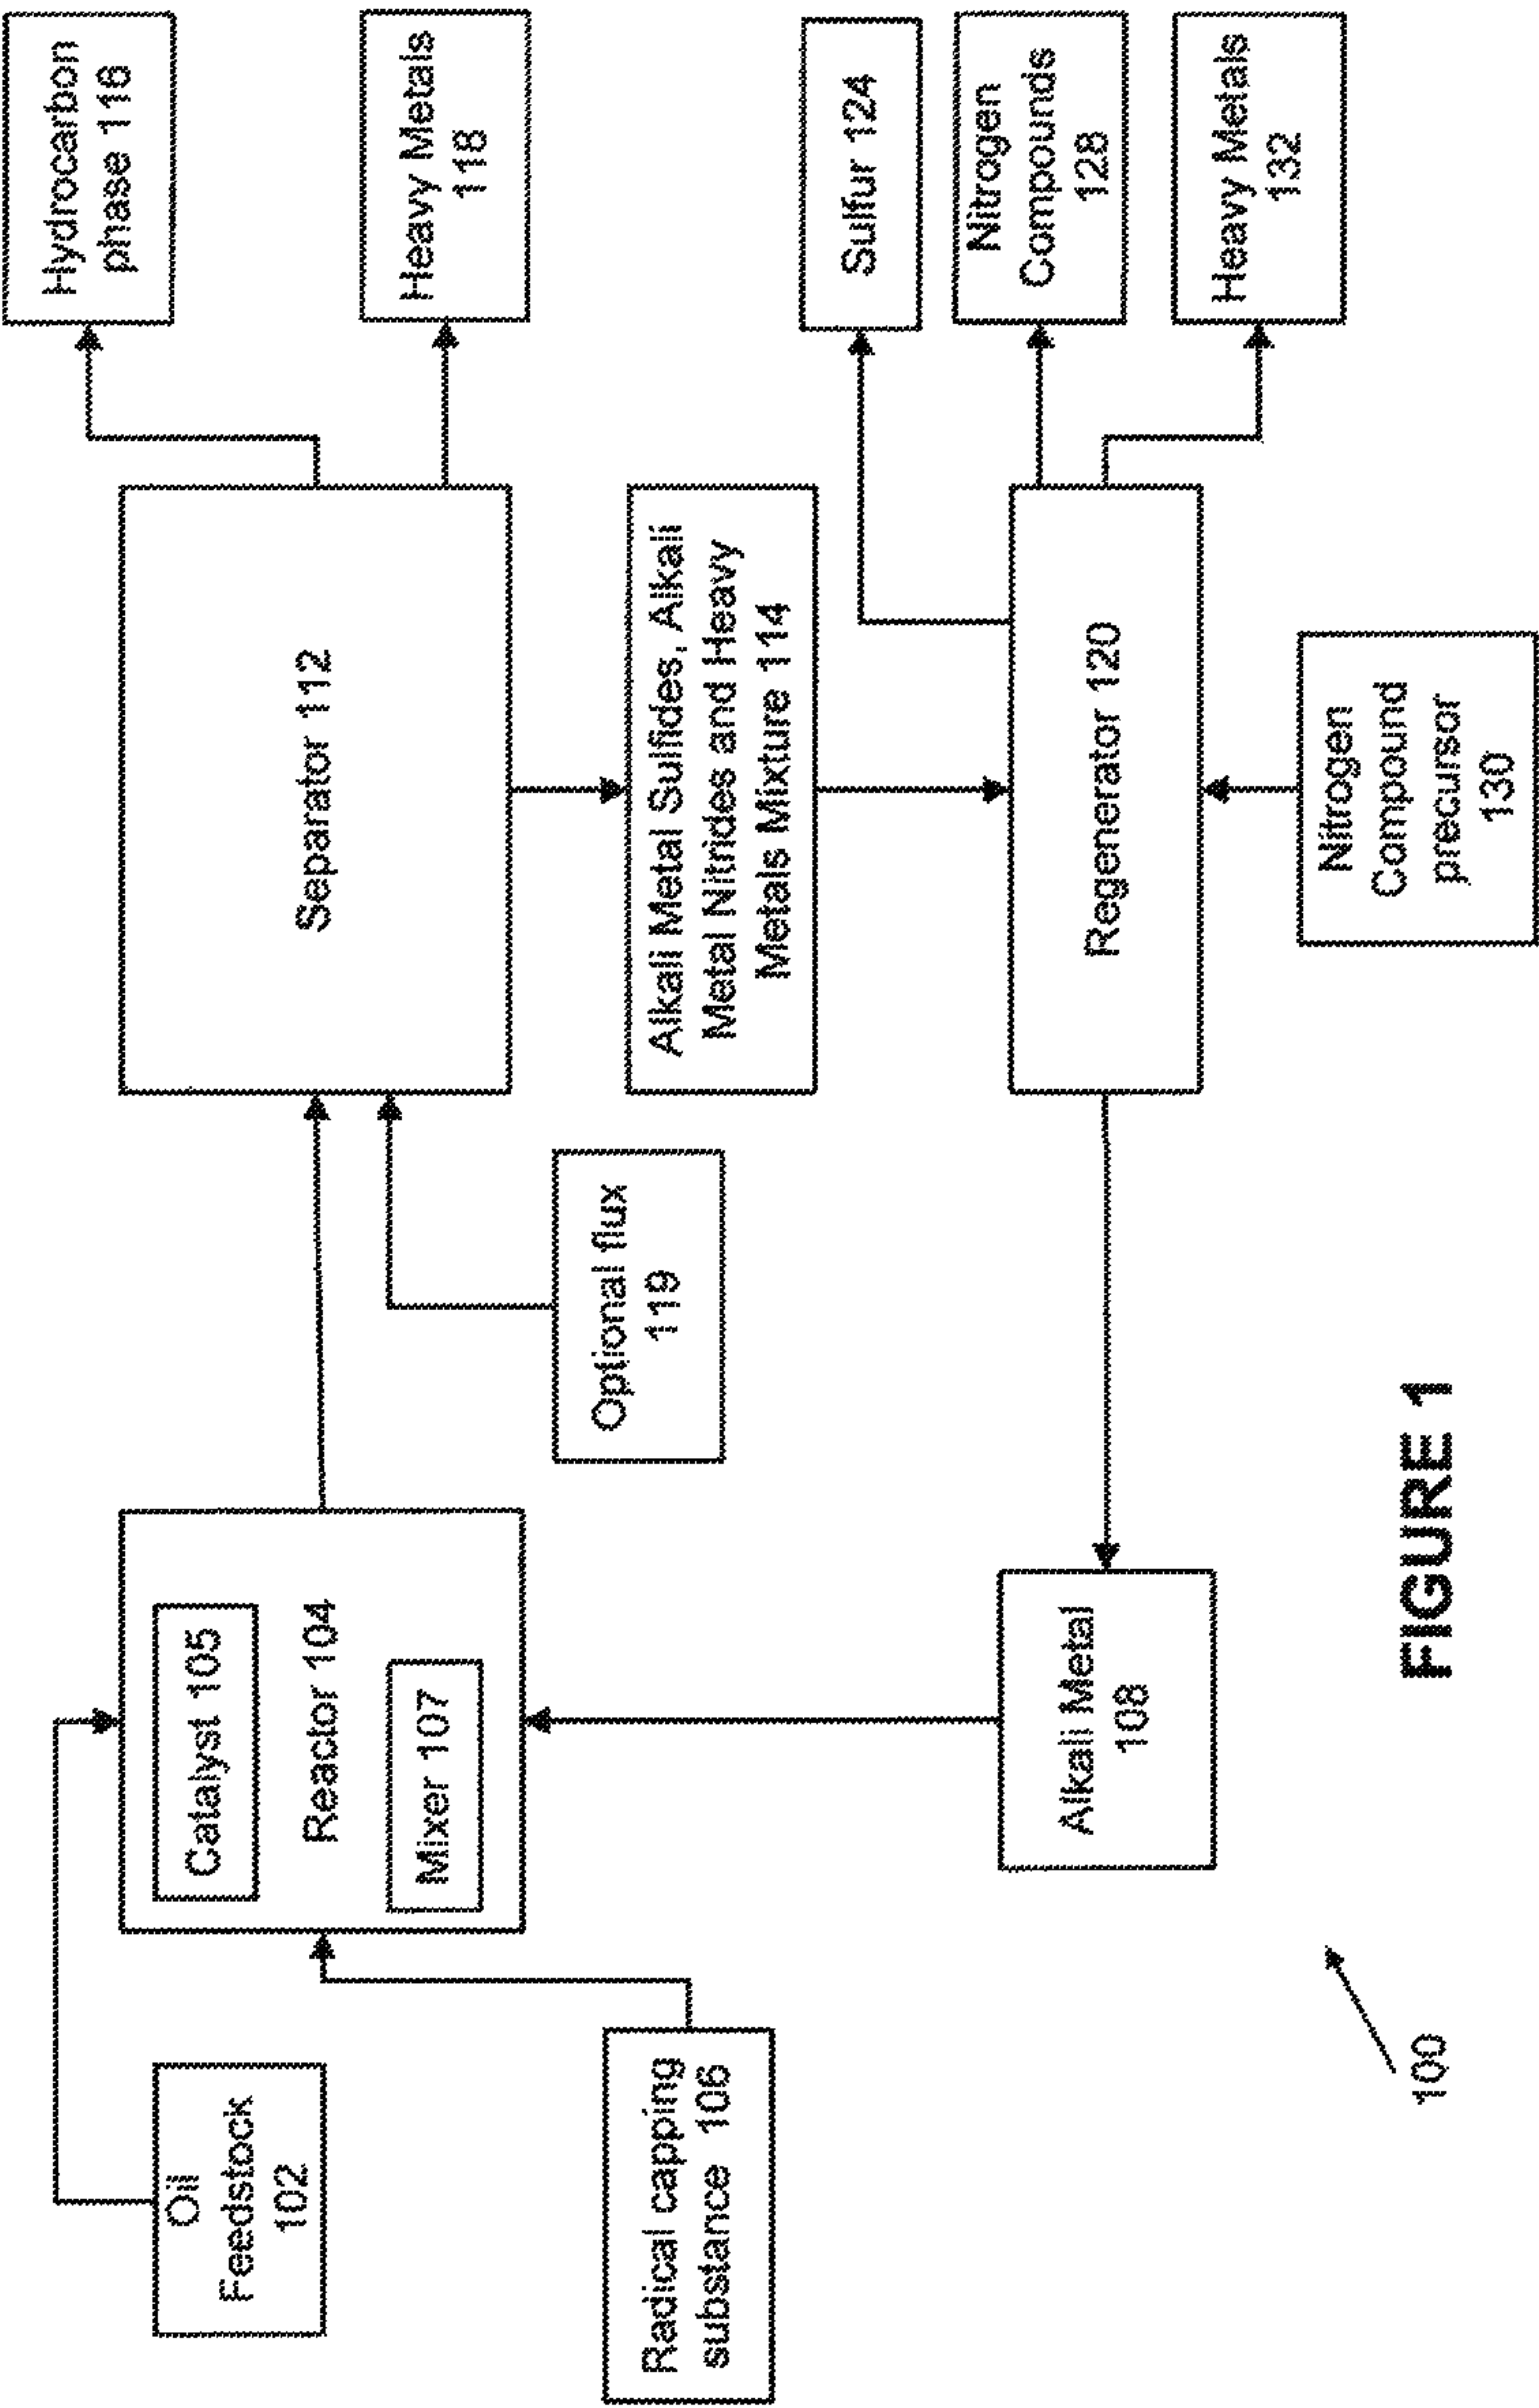 Oil
Feedstock
102
Catalyst 105
Reactor 104
Mixer 107
Radical capping
substance 106
Optional flux
119
Separator 112
Hydrocarbon
phase 116
Heavy Metals
118
Alkali Metal Sulfides, Alkali
Metal Nitrides and Heavy
Metals Mixture 114
Alkali Metal
108
Regenerator 120
Sulfur 124
Nitrogen
Compounds
128
Heavy Metals
132
Nitrogen
Compound
precursor
130
100
FIGURE 1